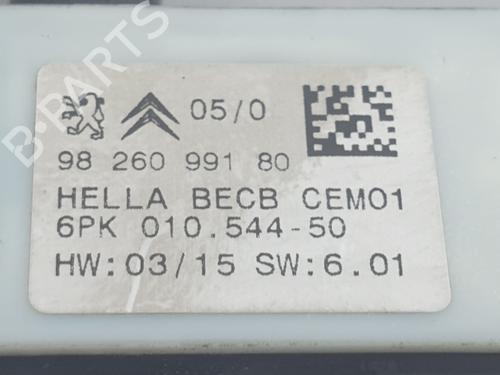 05/0
98 260 991 80
HELLA BECB CEM01
6PK 010.544-50
HW:03/15 SW:6.01
B-PARTS